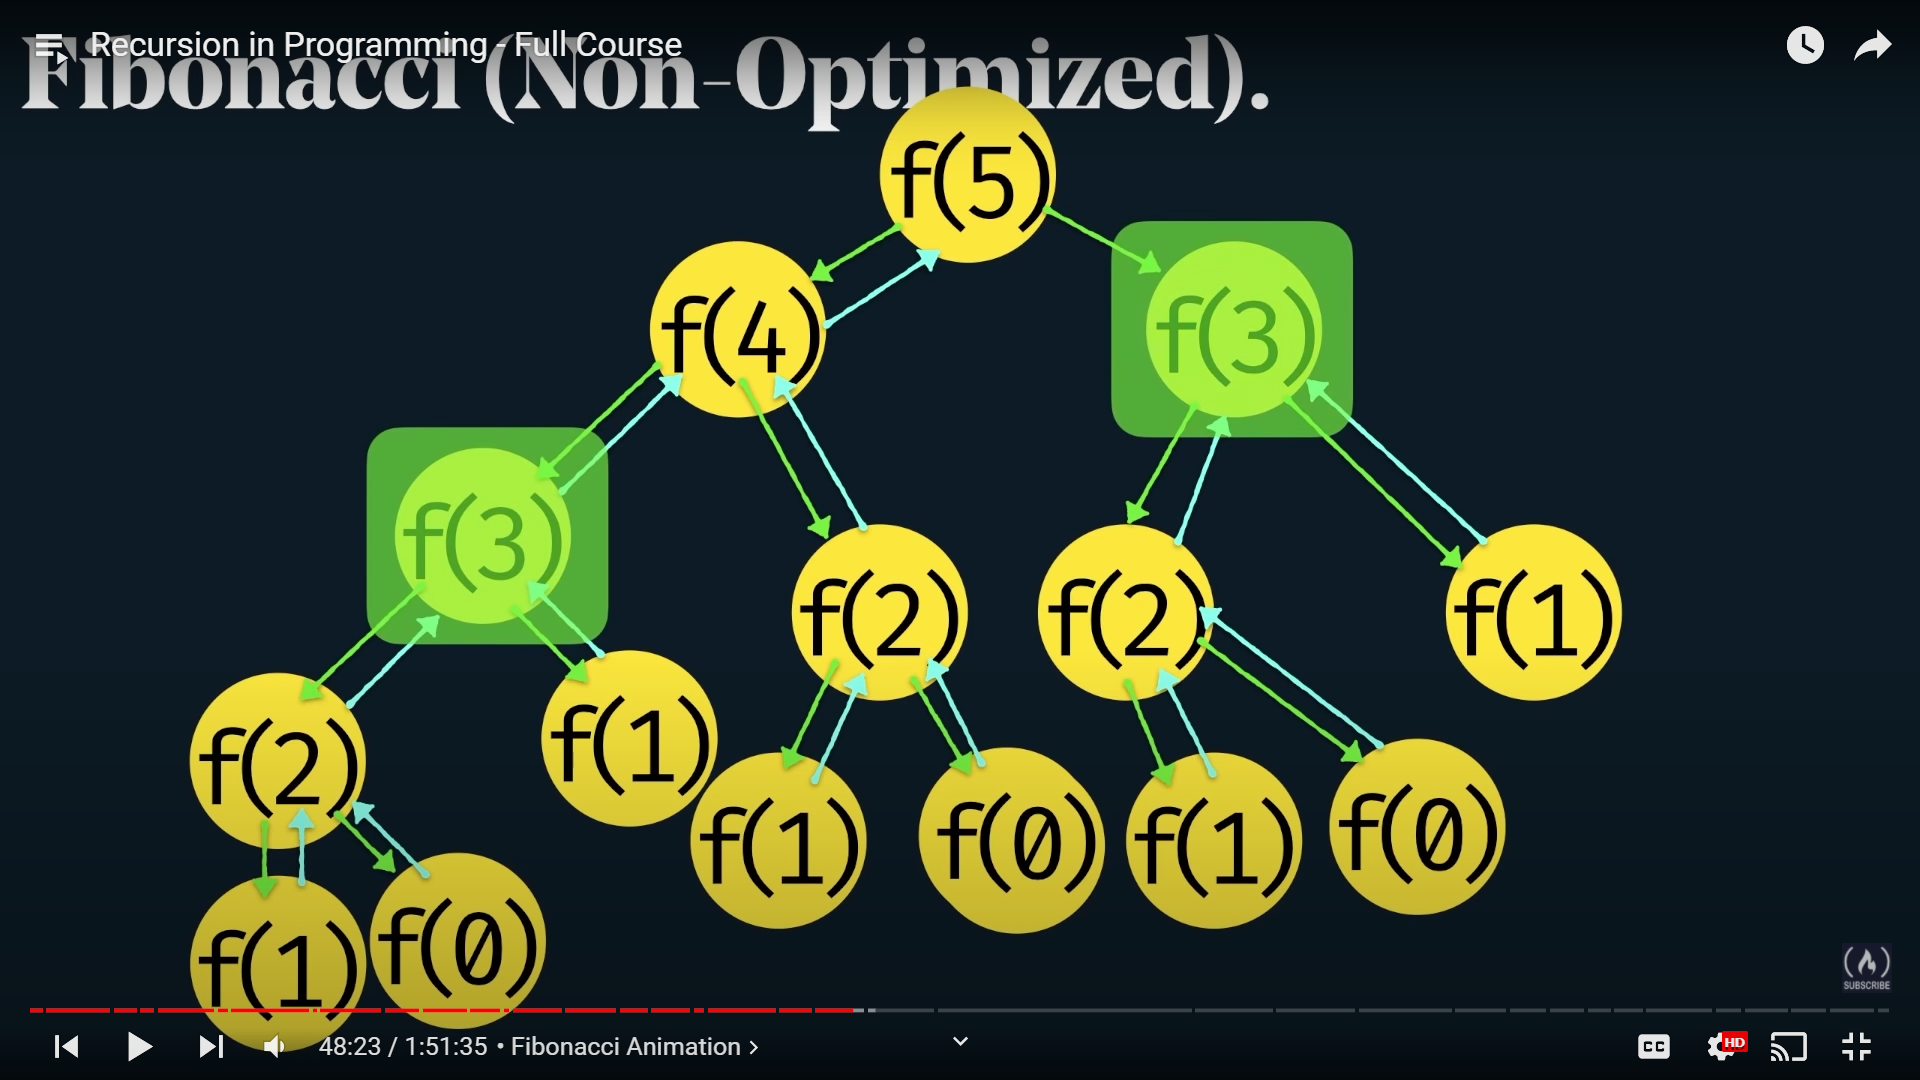 Recursion in Programming - Full Course
Fibonacci (Non-Optimized).
f(5)
f(4)
f(3)
f(3)
f(2)
f(2)
f(1)
f(2)
f(1)
f(1)
f(0)
f(1)
f(0)
f(1)
f(0)
SUBSCRIBE
48:23 / 1:51:35 • Fibonacci Animation
CC
HD